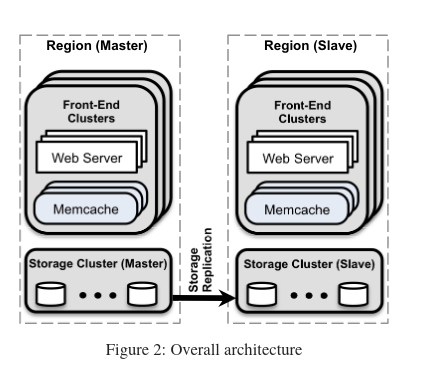 Region (Master)
Front-End
Clusters
Web Server
Memcache
Storage Cluster (Master)
Storage
Replication
Region (Slave)
Front-End
Clusters
Web Server
Memcache
Storage Cluster (Slave)
Figure 2: Overall architecture